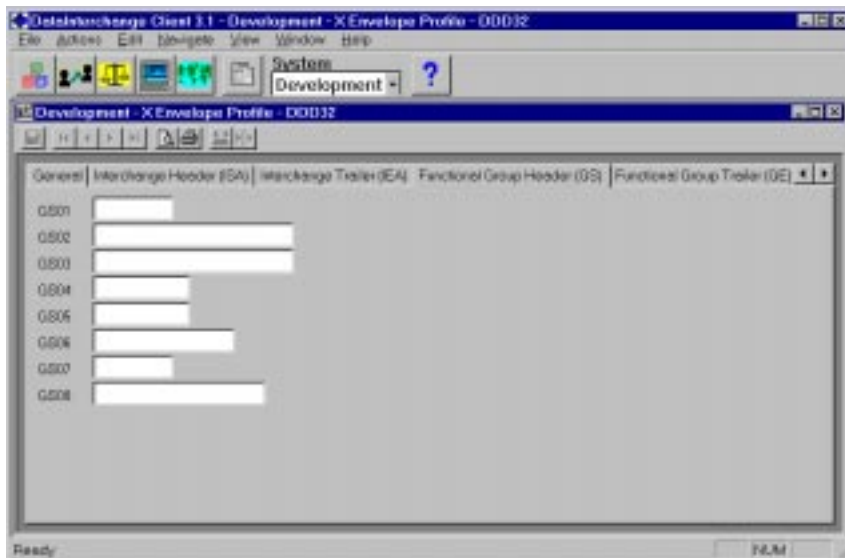 DataInterchange Client 3.1 - Development - X Envelope Profile - DDD32
File Actions Edit Navigate View Window Help
System
Development
?
Development - X Envelope Profile - DDD32
General Interchange Header (ISA) Interchange Trailer (IEA) Functional Group Header (GS) Functional Group Trailer (GE)
GS01
GS02
GS03
GS04
GS05
GS06
GS07
GS08
Ready NUM